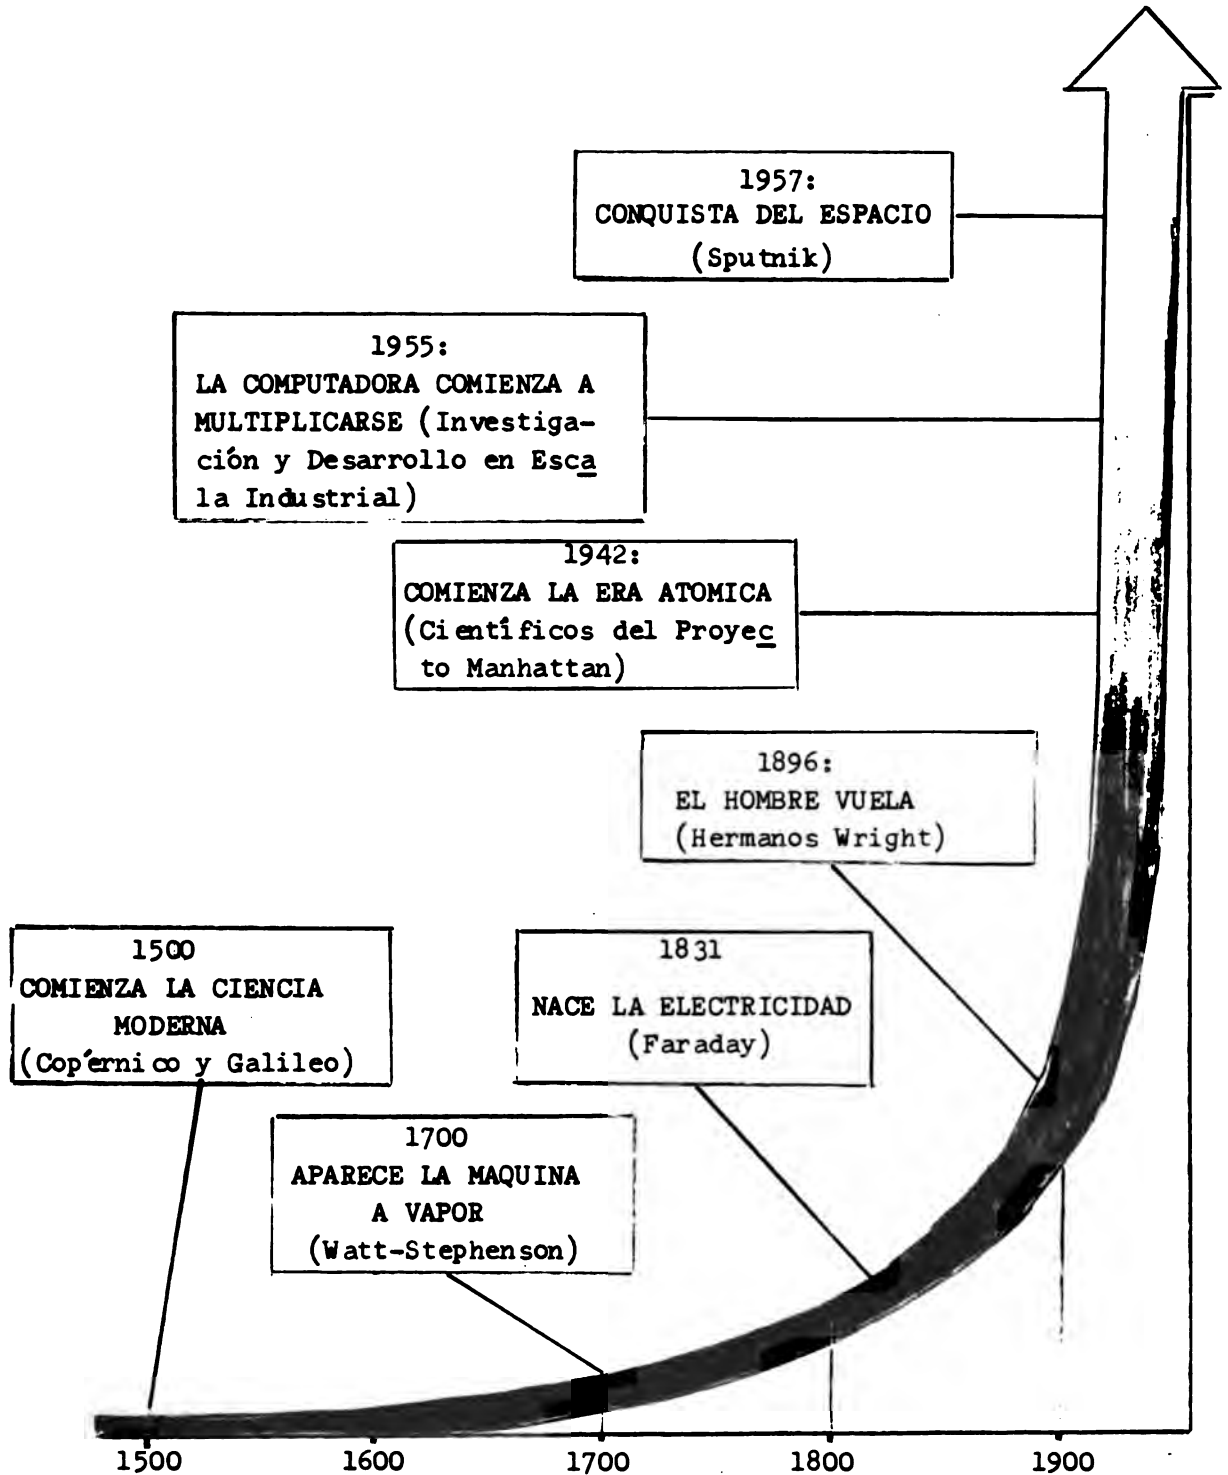 1957:
CONQUISTA DEL ESPACIO
(Sputnik)
1955:
LA COMPUTADORA COMIENZA A
MULTIPLICARSE (Investiga-
ción y Desarrollo en Esca
la Industrial)
1942:
COMIENZA LA ERA ATOMICA
(Científicos del Proyec
to Manhattan)
1896:
EL HOMBRE VUELA
(Hermanos Wright)
1500
COMIENZA LA CIENCIA
MODERNA
(Copérnico y Galileo)
1831
NACE LA ELECTRICIDAD
(Faraday)
1700
APARECE LA MAQUINA
A VAPOR
(Watt-Stephenson)
1500 1600 1700 1800 1900